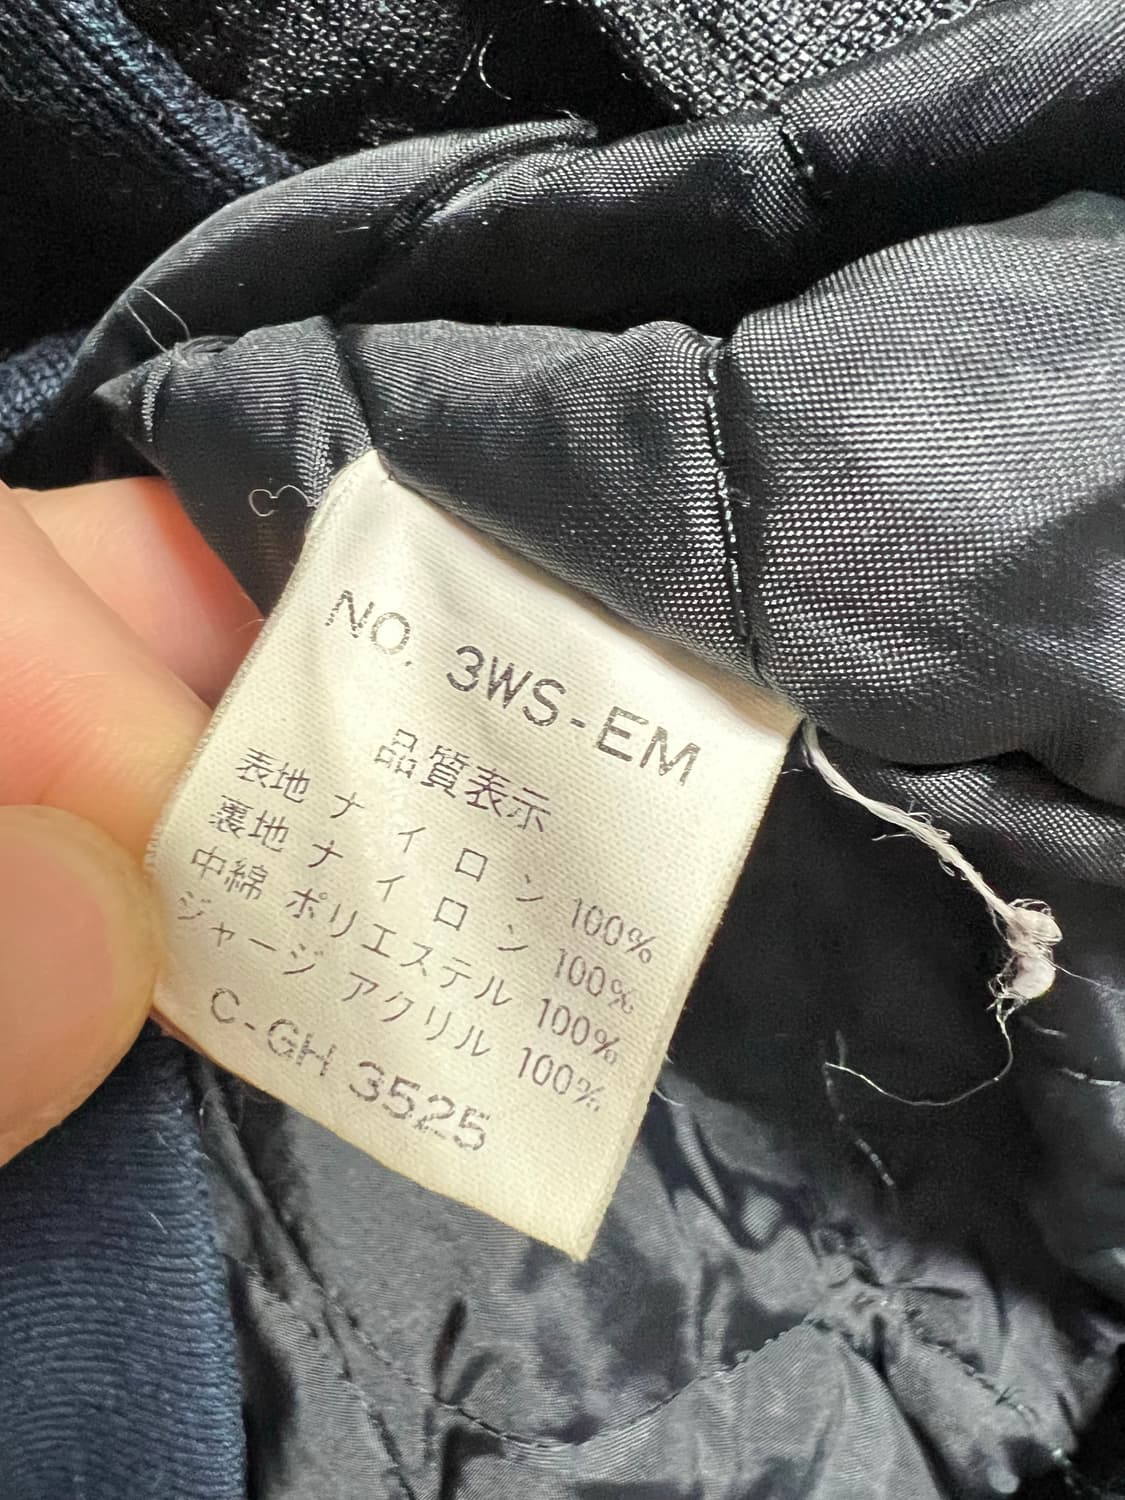 NO. 3WS-EM
品質表示
表地 ナイロン 100%
裏地 ナイロン 100%
中綿 ポリエステル 100%
ジャージ アクリル 100%
C-GH 3525